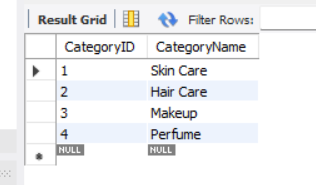 Result Grid Filter Rows:
CategoryID CategoryName
1 Skin Care
2 Hair Care
3 Makeup
4 Perfume
NULL NULL